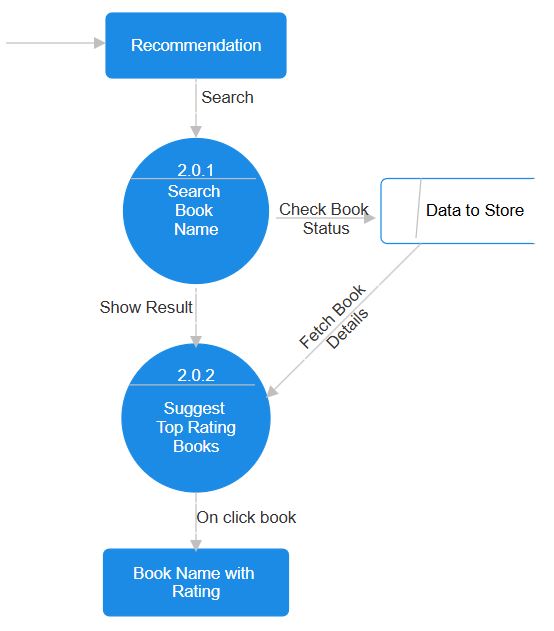 Recommendation
Search
2.0.1
Search
Book
Name
Check Book
Status
Data to Store
Show Result
Fetch Book
Details
2.0.2
Suggest
Top Rating
Books
On click book
Book Name with
Rating